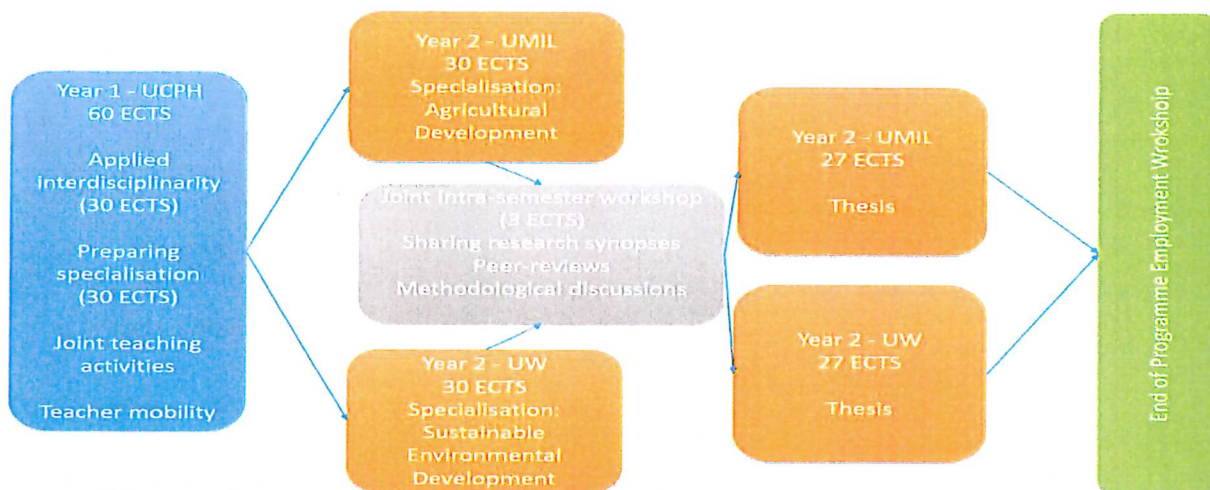 Year 1 - UCPH
60 ECTS
Applied
interdisciplinarity
(30 ECTS)
Preparing
specialisation
(30 ECTS)
Joint teaching
activities
Teacher mobility
Year 2 - UMIL
30 ECTS
Specialisation:
Agricultural
Development
Joint intra-semester workshop
(3 ECTS)
Sharing research synopses
Peer-reviews
Methodological discussions
Year 2 - UW
30 ECTS
Specialisation:
Sustainable
Environmental
Development
Year 2 - UMIL
27 ECTS
Thesis
Year 2 - UW
27 ECTS
Thesis
End of Programme Employment Wrokshoip